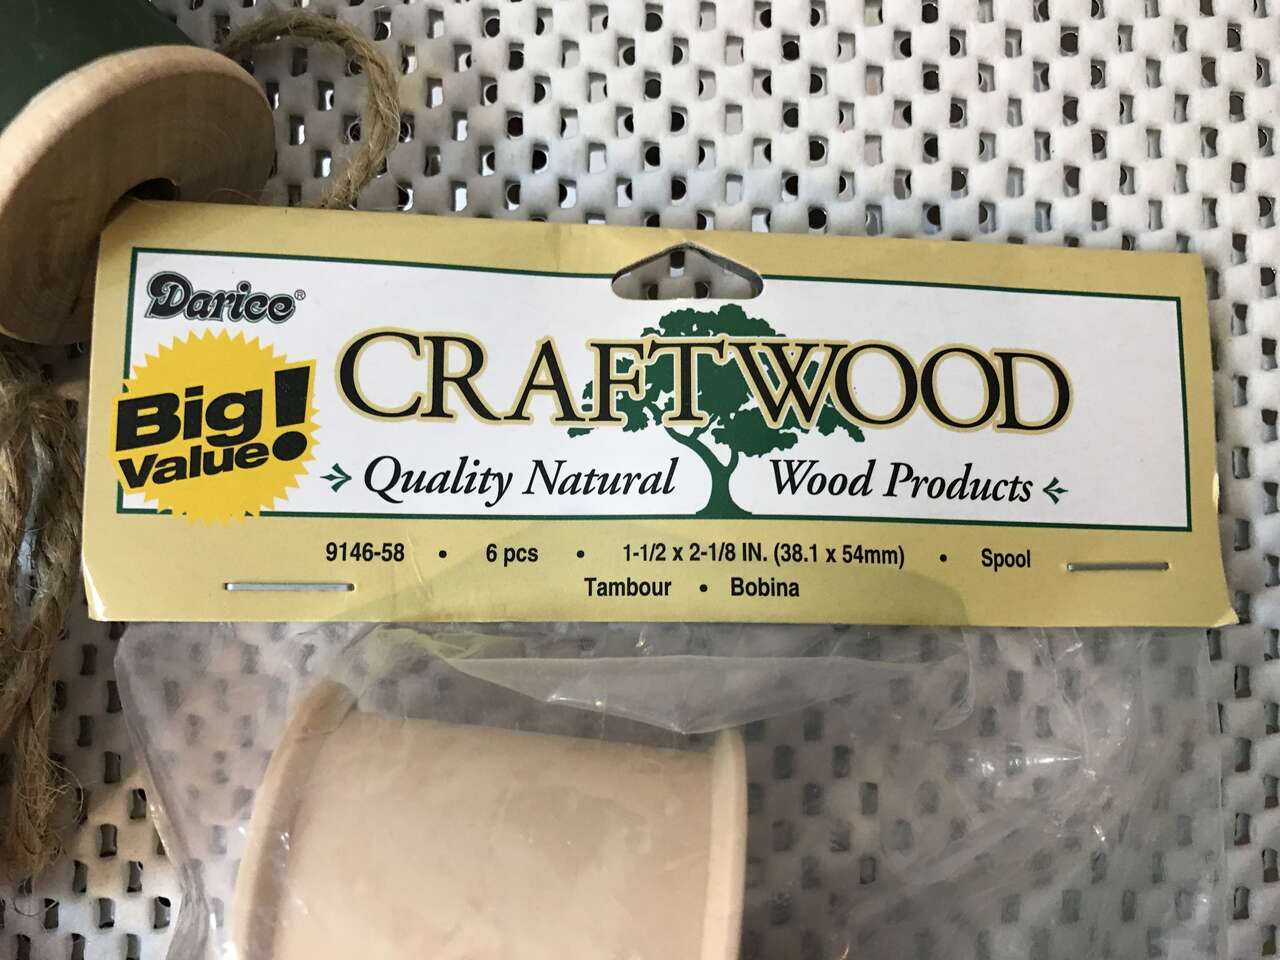 Darice®
Big
Value!
CRAFTWOOD
Quality Natural Wood Products
9146-58 • 6 pcs • 1-1/2 x 2-1/8 IN. (38.1 x 54mm) • Spool
Tambour • Bobina